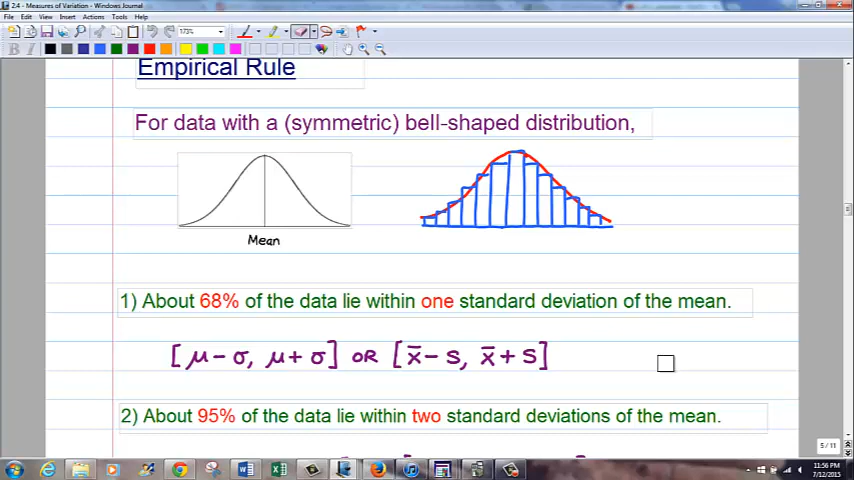 2.4 - Measures of Variation - Windows Journal
File Edit View Insert Actions Tools Help
173%
Empirical Rule
For data with a (symmetric) bell-shaped distribution,
Mean
1) About 68% of the data lie within one standard deviation of the mean.
[μ - σ, μ + σ] OR [x̄ - s, x̄ + s]
2) About 95% of the data lie within two standard deviations of the mean.
5 / 11
11:56 PM
7/12/2015